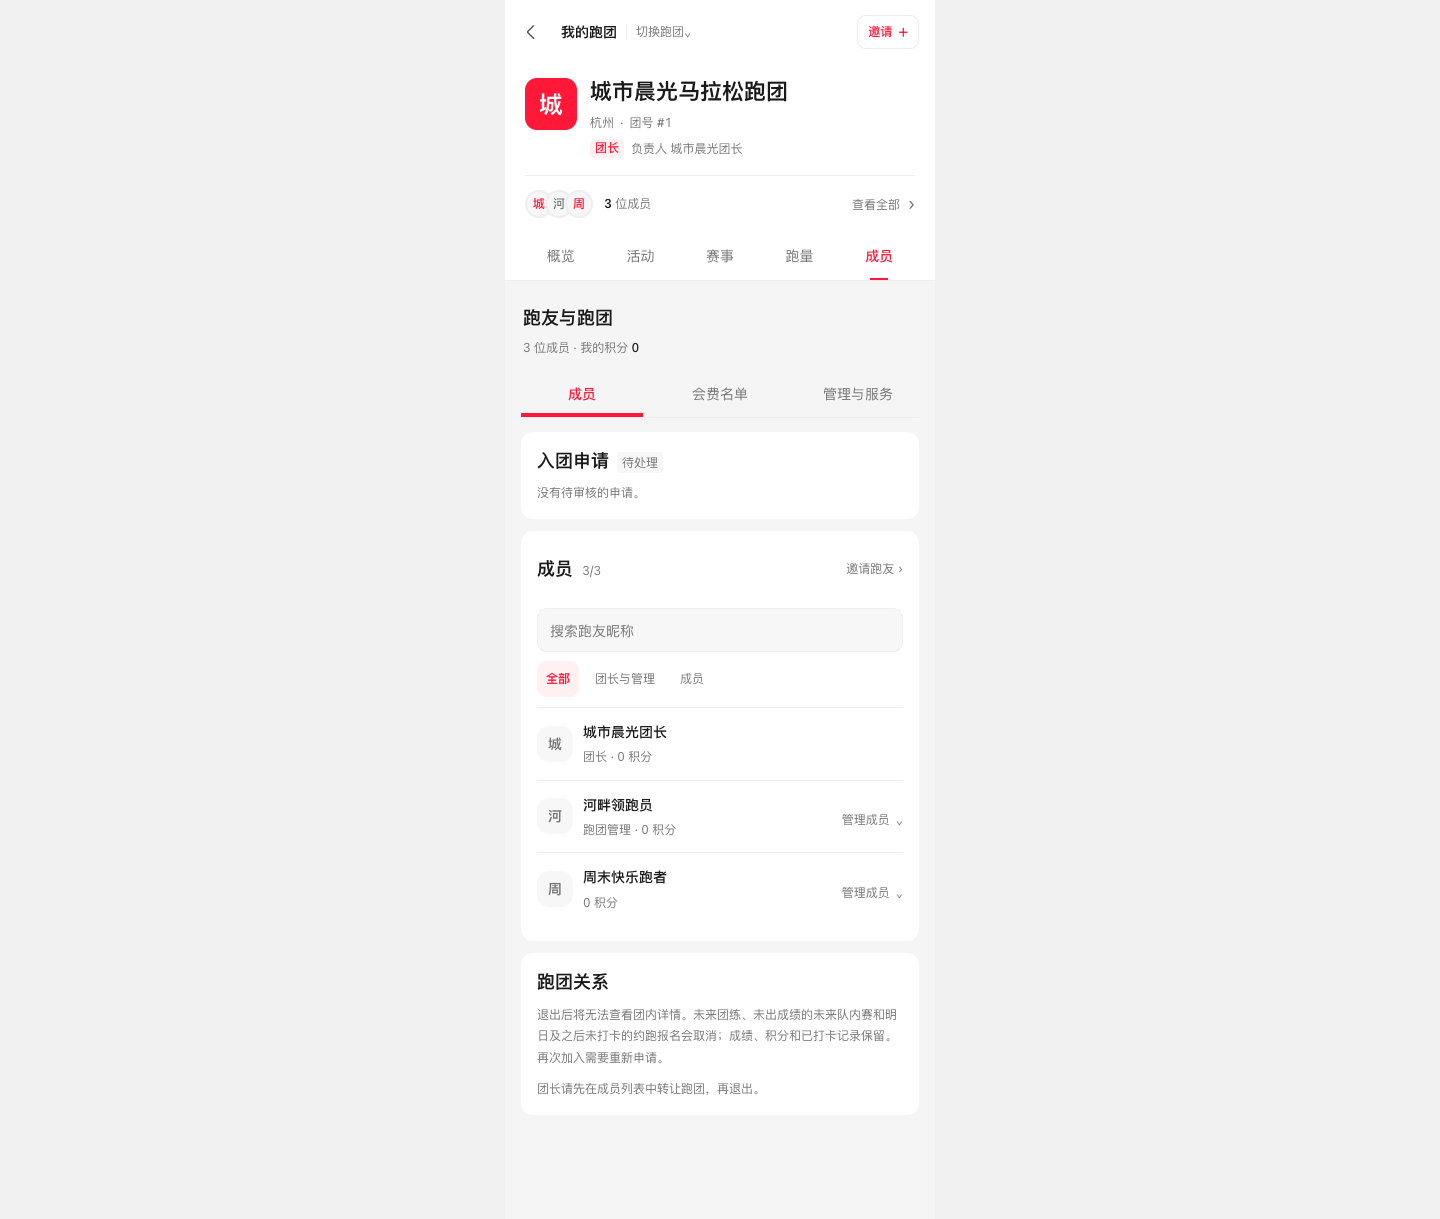 我的跑团 切换跑团
邀请 +
城
城市晨光马拉松跑团
杭州 · 团号 #1
团长 负责人 城市晨光团长
城 河 周 3 位成员 查看全部 ›
概览 活动 赛事 跑量 成员
跑友与跑团
3 位成员 · 我的积分 0
成员 会费名单 管理与服务
入团申请 待处理
没有待审核的申请。
成员 3/3 邀请跑友 ›
搜索跑友昵称
全部 团长与管理 成员
城 城市晨光团长
团长 · 0 积分
河 河畔领跑员
跑团管理 · 0 积分 管理成员
周 周末快乐跑者
0 积分 管理成员
跑团关系
退出后将无法查看团内详情。未来团练、未出成绩的未来队内赛和明
日及之后未打卡的约跑报名会取消；成绩、积分和已打卡记录保留。
再次加入需要重新申请。
团长请先在成员列表中转让跑团，再退出。